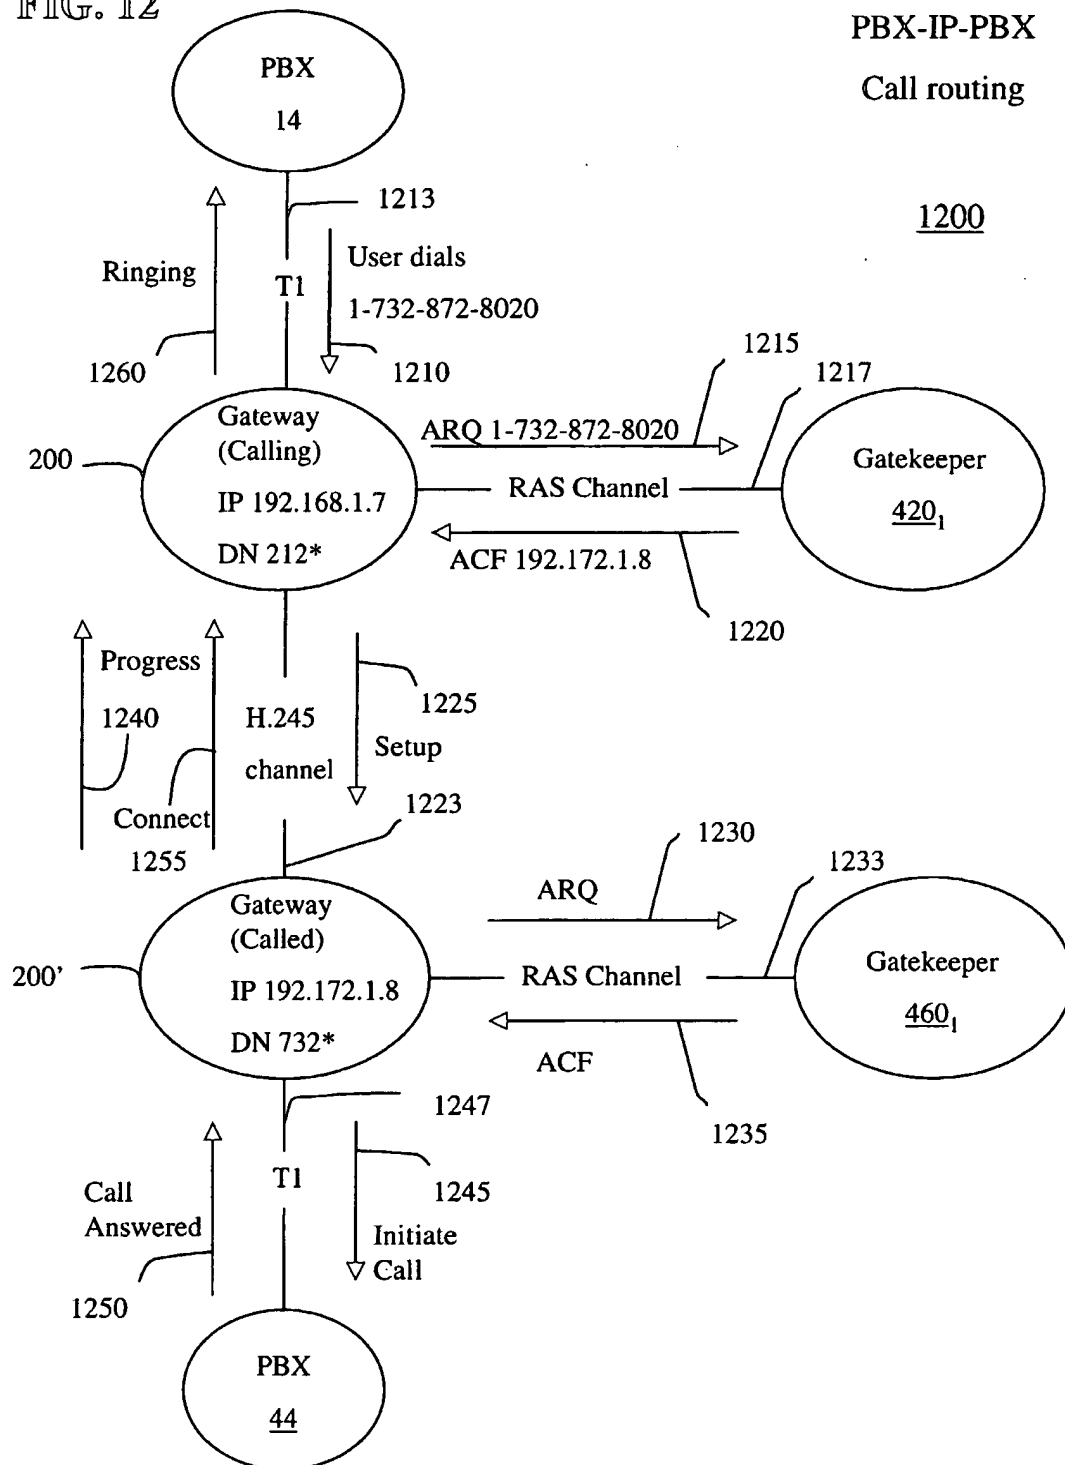 FIG. 12
PBX-IP-PBX
Call routing
1200
PBX
14
1213
Ringing
T1
User dials
1-732-872-8020
1260
1210
1215
1217
Gateway
(Calling)
IP 192.168.1.7
DN 212*
200
ARQ 1-732-872-8020
RAS Channel
ACF 192.172.1.8
Gatekeeper
420₁
1220
Progress
1240
H.245
channel
1225
Setup
Connect
1255
1223
1230
1233
Gateway
(Called)
IP 192.172.1.8
DN 732*
200'
ARQ
RAS Channel
ACF
Gatekeeper
460₁
1235
1247
T1
1245
Call
Answered
Initiate
Call
1250
PBX
44